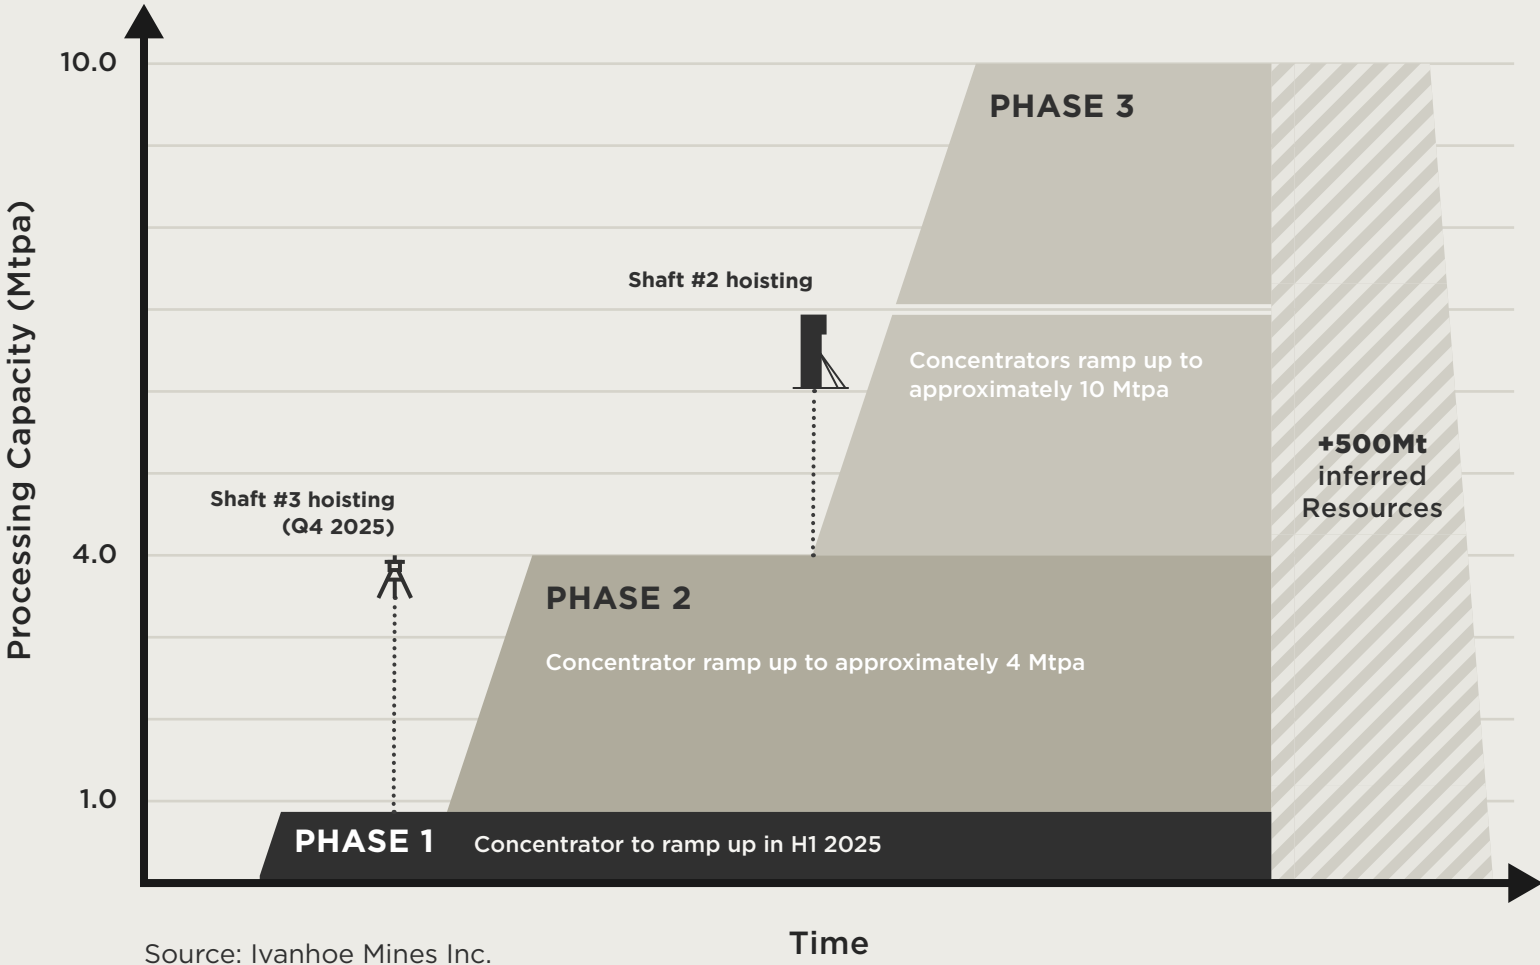 10.0
PHASE 3
Shaft #2 hoisting
Concentrators ramp up to
approximately 10 Mtpa
+500Mt
inferred
Resources
Shaft #3 hoisting
(Q4 2025)
4.0
PHASE 2
Concentrator ramp up to approximately 4 Mtpa
1.0
PHASE 1 Concentrator to ramp up in H1 2025
Processing Capacity (Mtpa)
Time
Source: Ivanhoe Mines Inc.